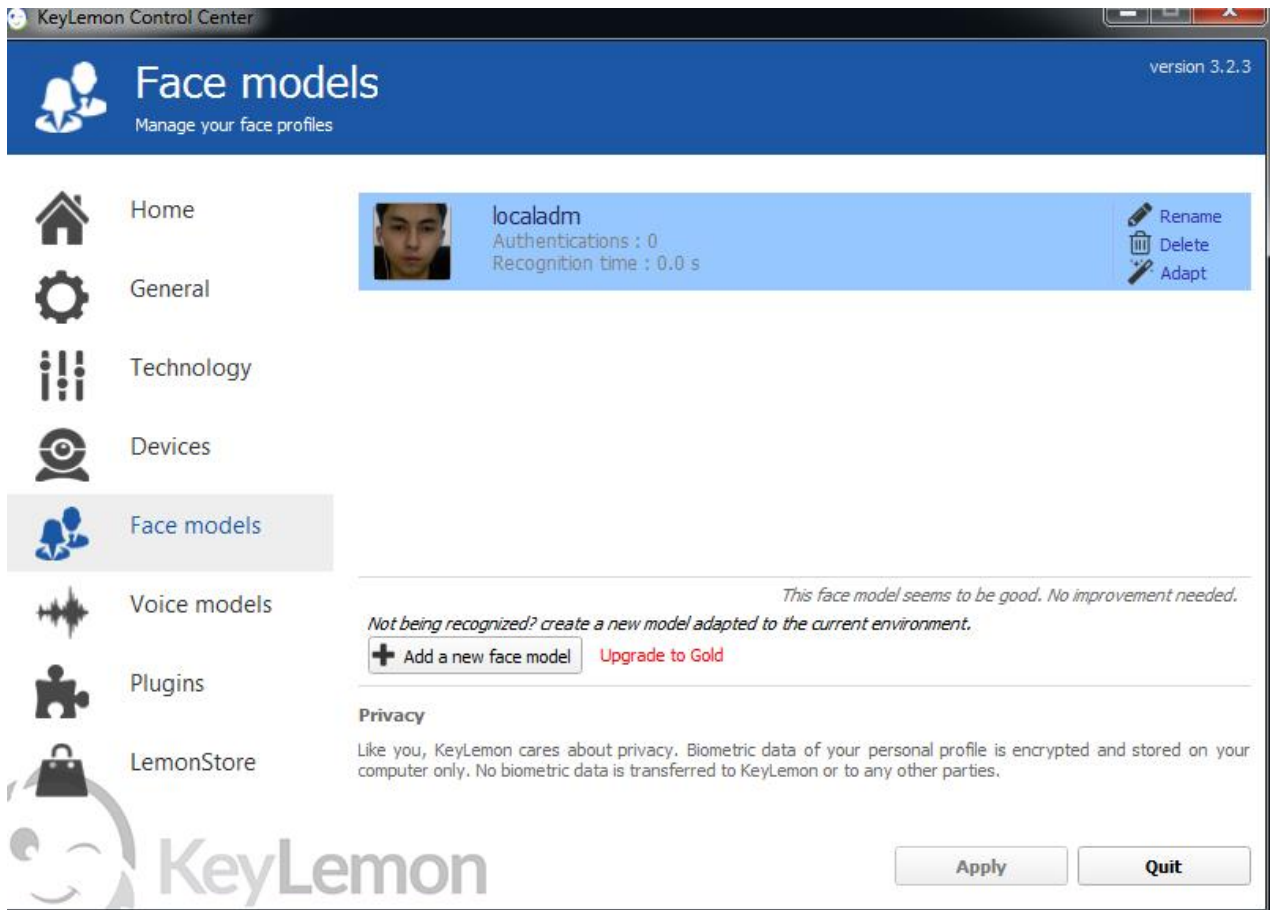 KeyLemon Control Center
Face models
version 3.2.3
Manage your face profiles
Home
General
Technology
Devices
Face models
Voice models
Plugins
LemonStore
localadm
Authentications : 0
Recognition time : 0.0 s
Rename
Delete
Adapt
This face model seems to be good. No improvement needed.
Not being recognized? create a new model adapted to the current environment.
Add a new face model
Upgrade to Gold
Privacy
Like you, KeyLemon cares about privacy. Biometric data of your personal profile is encrypted and stored on your
computer only. No biometric data is transferred to KeyLemon or to any other parties.
KeyLemon
Apply
Quit